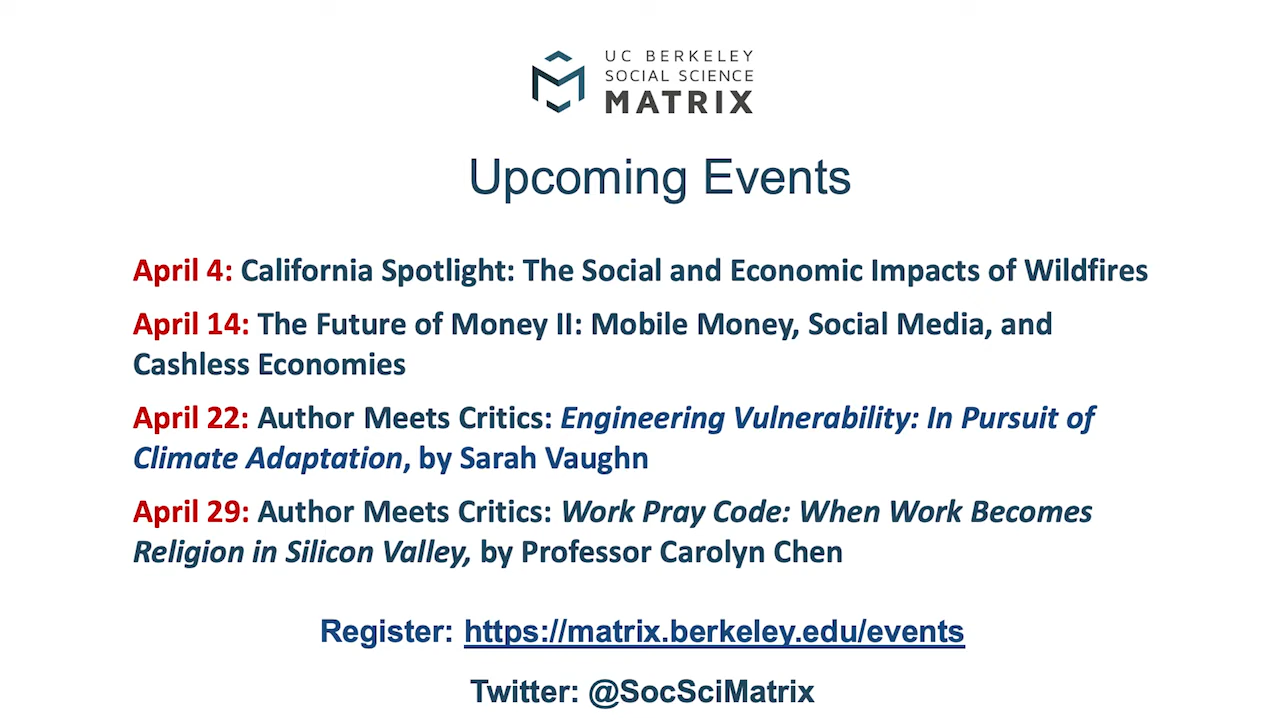 UC BERKELEY
SOCIAL SCIENCE
MATRIX
Upcoming Events
April 4: California Spotlight: The Social and Economic Impacts of Wildfires
April 14: The Future of Money II: Mobile Money, Social Media, and
Cashless Economies
April 22: Author Meets Critics: Engineering Vulnerability: In Pursuit of
Climate Adaptation, by Sarah Vaughn
April 29: Author Meets Critics: Work Pray Code: When Work Becomes
Religion in Silicon Valley, by Professor Carolyn Chen
Register: https://matrix.berkeley.edu/events
Twitter: @SocSciMatrix